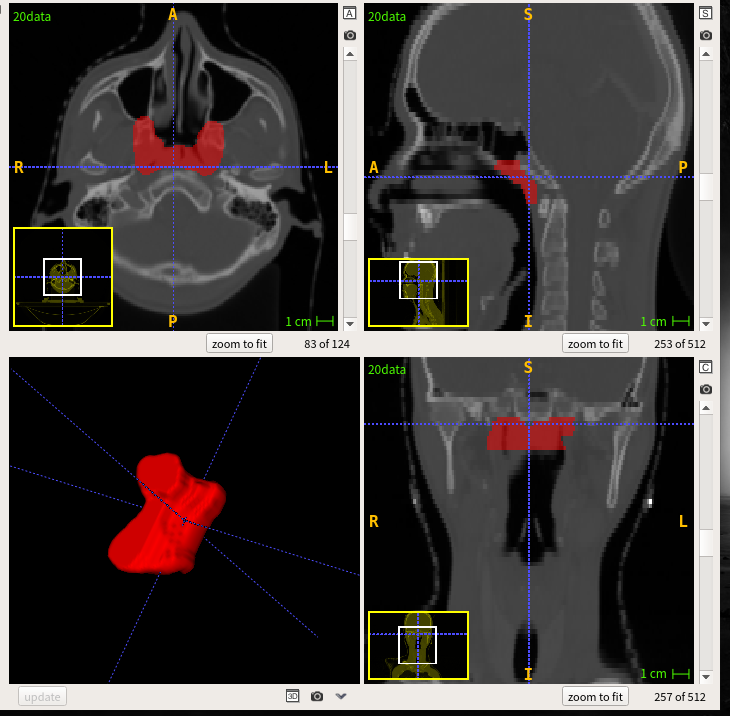 20data
A
A
R
L
P
1 cm
zoom to fit
83 of 124
20data
S
S
A
P
I
1 cm
zoom to fit
253 of 512
update
3D
20data
S
C
R
L
I
1 cm
zoom to fit
257 of 512